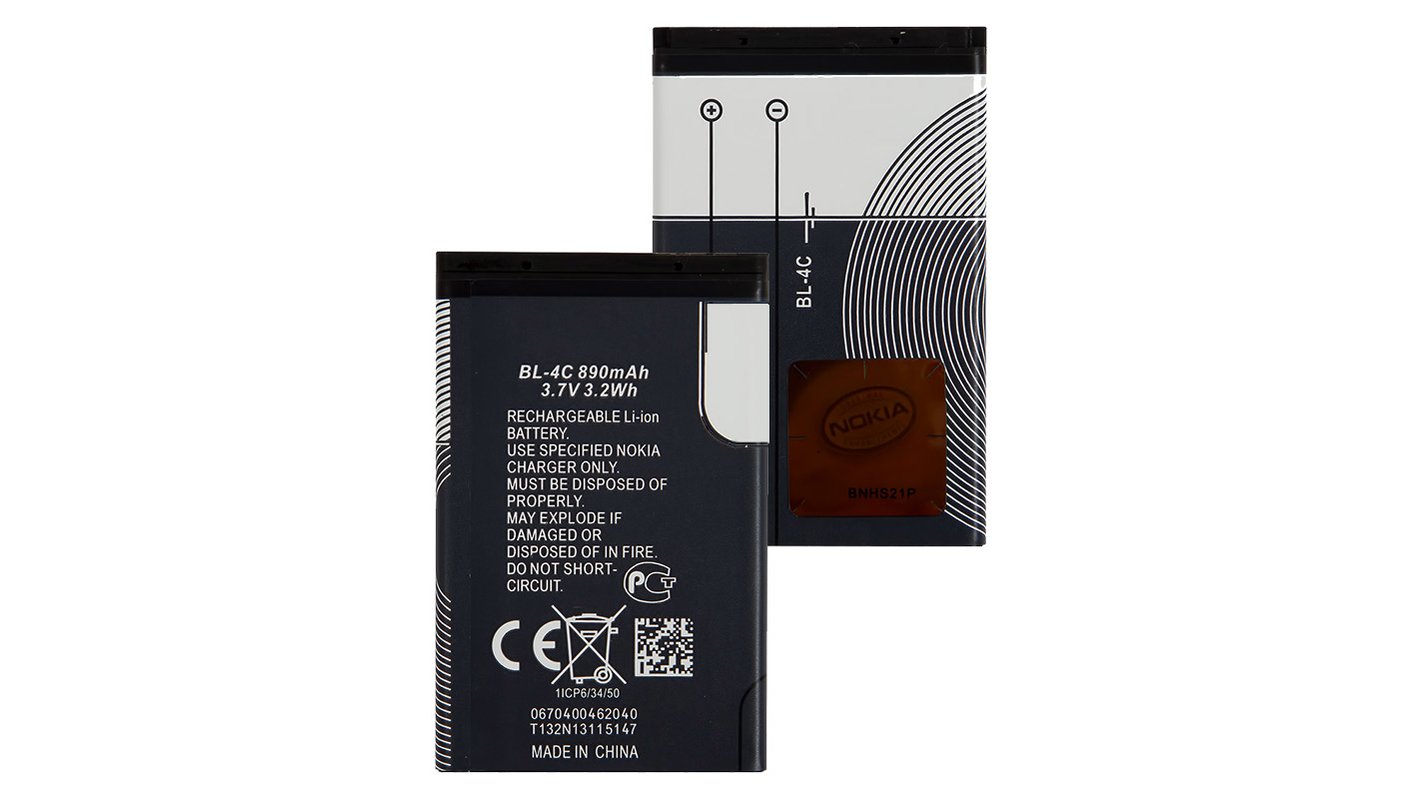 BL-4C
NOKIA
BNHS21P
BL-4C 890mAh
3.7V 3.2Wh
RECHARGEABLE Li-ion
BATTERY.
USE SPECIFIED NOKIA
CHARGER ONLY.
MUST BE DISPOSED OF
PROPERLY.
MAY EXPLODE IF
DAMAGED OR
DISPOSED OF IN FIRE.
DO NOT SHORT-
CIRCUIT.
PCT
CE
1ICP6/34/50
0670400462040
T132N13115147
MADE IN CHINA